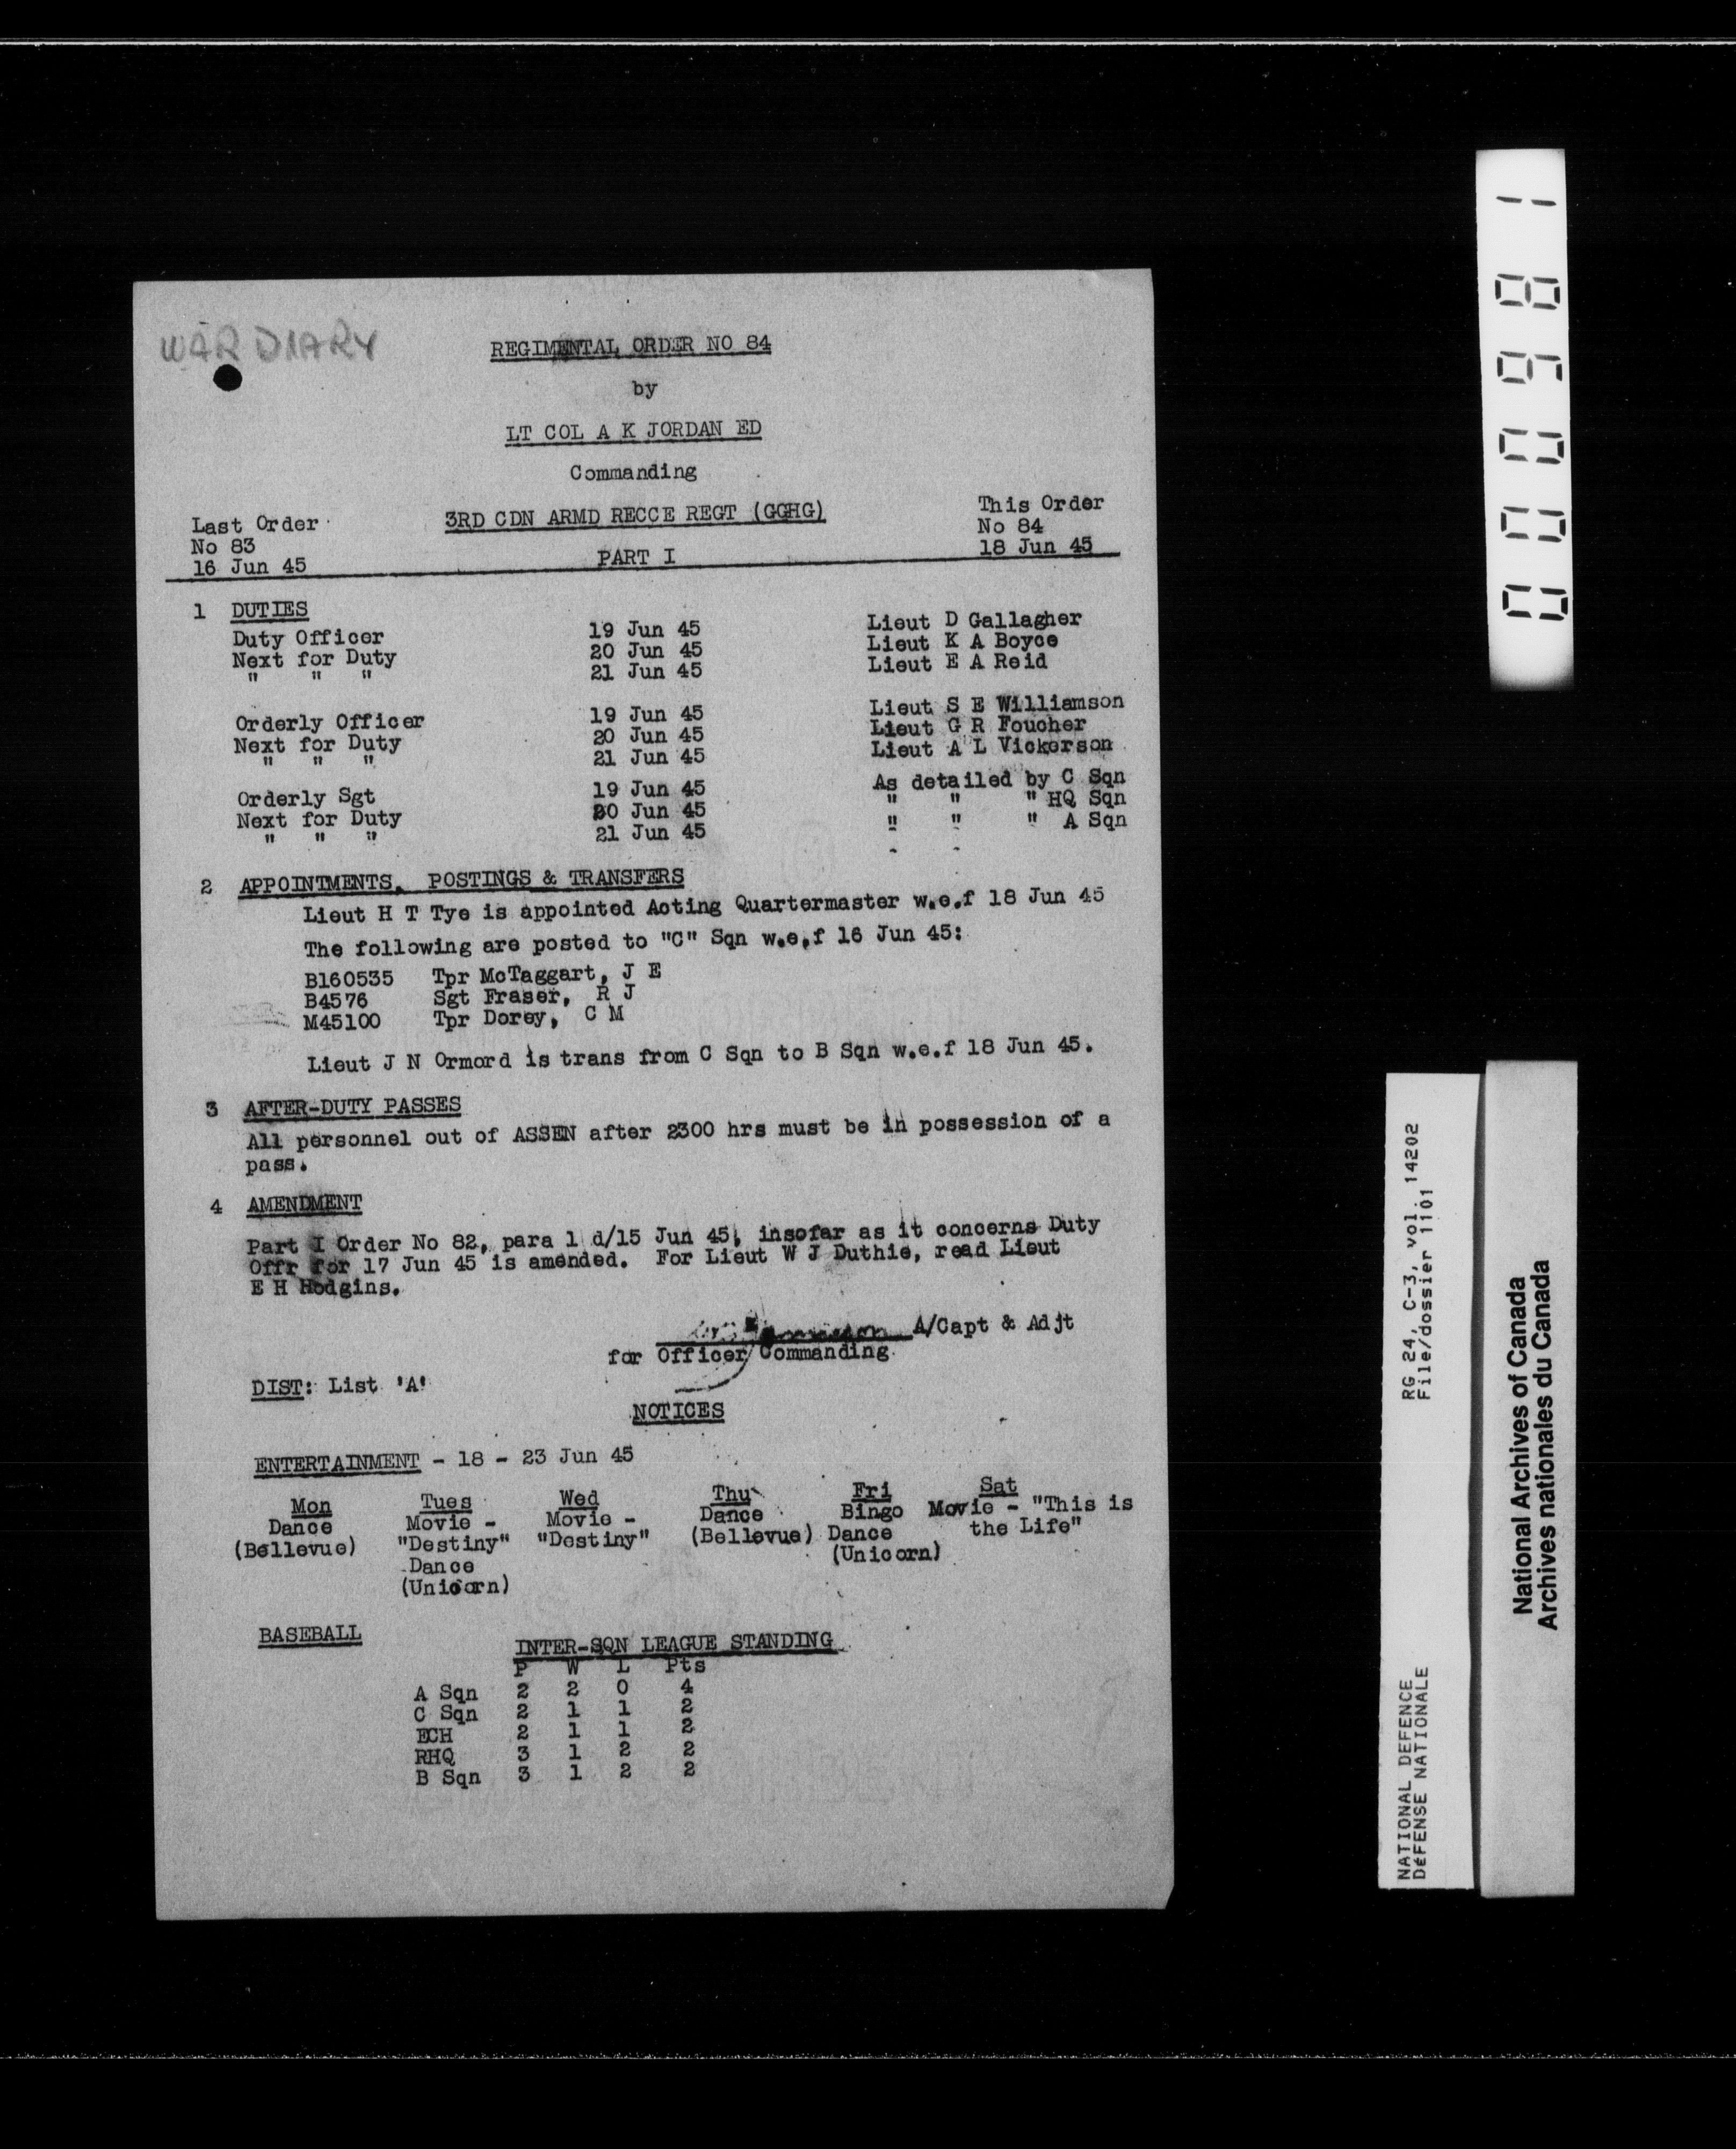 WAR DIARY
REGIMENTAL ORDER NO 84
by
LT COL A K JORDAN ED
Commanding
3RD CDN ARMD RECCE REGT (GGHG)
Last Order
No 83
16 Jun 45
This Order
No 84
18 Jun 45
PART I
1 DUTIES
Duty Officer 19 Jun 45 Lieut D Gallagher
Next for Duty 20 Jun 45 Lieut K A Boyce
" " " 21 Jun 45 Lieut E A Reid
Orderly Officer 19 Jun 45 Lieut S E Williamson
Next for Duty 20 Jun 45 Lieut G R Foucher
" " " 21 Jun 45 Lieut A L Vickerson
Orderly Sgt 19 Jun 45 As detailed by C Sqn
Next for Duty 20 Jun 45 " " " HQ Sqn
" " " 21 Jun 45 " " " A Sqn
2 APPOINTMENTS, POSTINGS & TRANSFERS
Lieut H T Tye is appointed Acting Quartermaster w.e.f 18 Jun 45
The following are posted to "C" Sqn w.e.f 16 Jun 45:
B160535 Tpr McTaggart, J E
B4576 Sgt Fraser, R J
M45100 Tpr Dorey, C M
Lieut J N Ormord is trans from C Sqn to B Sqn w.e.f 18 Jun 45.
3 AFTER-DUTY PASSES
All personnel out of ASSEN after 2300 hrs must be in possession of a
pass.
4 AMENDMENT
Part I Order No 82, para 1 d/15 Jun 45, insofar as it concerns Duty
Offr for 17 Jun 45 is amended. For Lieut W J Duthie, read Lieut
E H Hodgins.
A/Capt & Adjt
for Officer Commanding.
DIST: List 'A'
NOTICES
ENTERTAINMENT - 18 - 23 Jun 45
Mon Tues Wed Thu Fri Sat
Dance Movie - Movie - Dance Bingo Movie - "This is
(Bellevue) "Destiny" "Destiny" (Bellevue) Dance the Life"
Dance (Unicorn)
(Unicorn)
BASEBALL
INTER-SQN LEAGUE STANDING
P W L Pts
A Sqn 2 2 0 4
C Sqn 2 1 1 2
ECH 2 1 1 2
RHQ 3 1 2 2
B Sqn 3 1 2 2
000981
RG 24, C-3, vol. 14202
File/dossier 1101
NATIONAL DEFENCE
DéFENSE NATIONALE
National Archives of Canada
Archives nationales du Canada